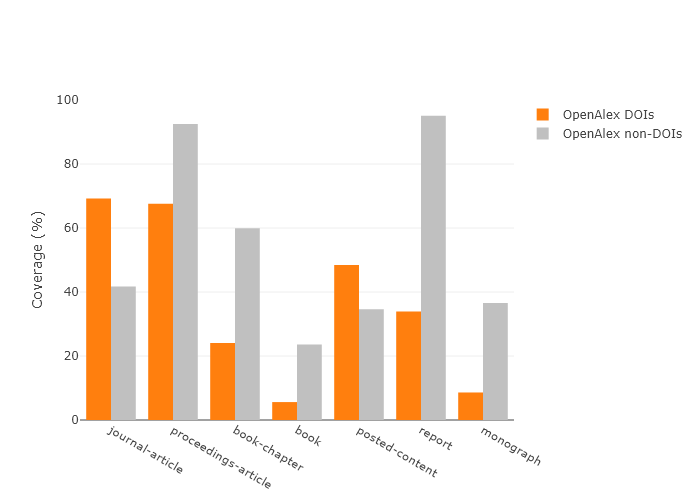 100
80
60
40
20
0
Coverage (%)
journal-article
proceedings-article
book-chapter
book
posted-content
report
monograph
OpenAlex DOIs
OpenAlex non-DOIs